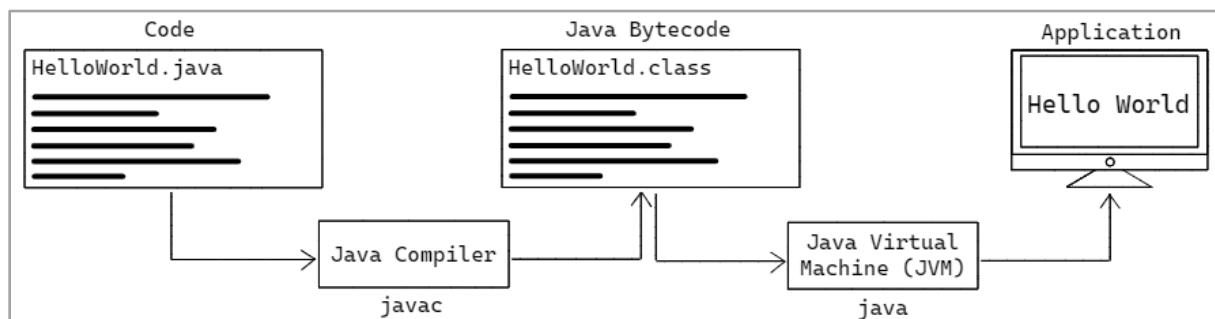 Code
HelloWorld.java
Java Compiler
javac
Java Bytecode
HelloWorld.class
Java Virtual
Machine (JVM)
java
Application
Hello World